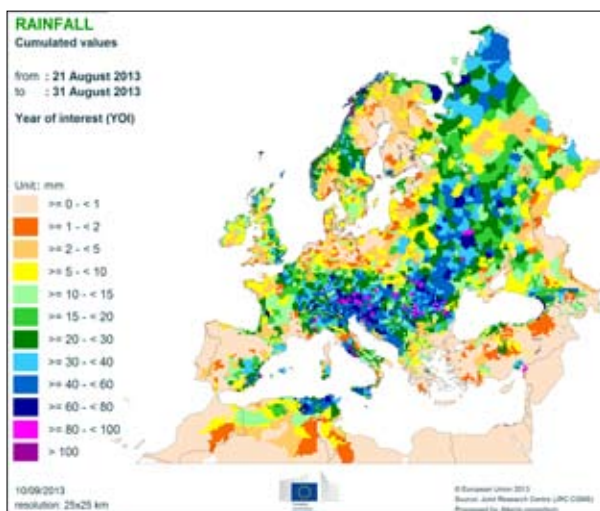 RAINFALL
Cumulated values
from : 21 August 2013
to : 31 August 2013
Year of interest (YOI)
Unit: mm
>= 0 - < 1
>= 1 - < 2
>= 2 - < 5
>= 5 - < 10
>= 10 - < 15
>= 15 - < 20
>= 20 - < 30
>= 30 - < 40
>= 40 - < 60
>= 60 - < 80
>= 80 - < 100
> 100
10/09/2013
resolution: 25x25 km
© European Union 2013
Source: Joint Research Centre (JRC
Processed by